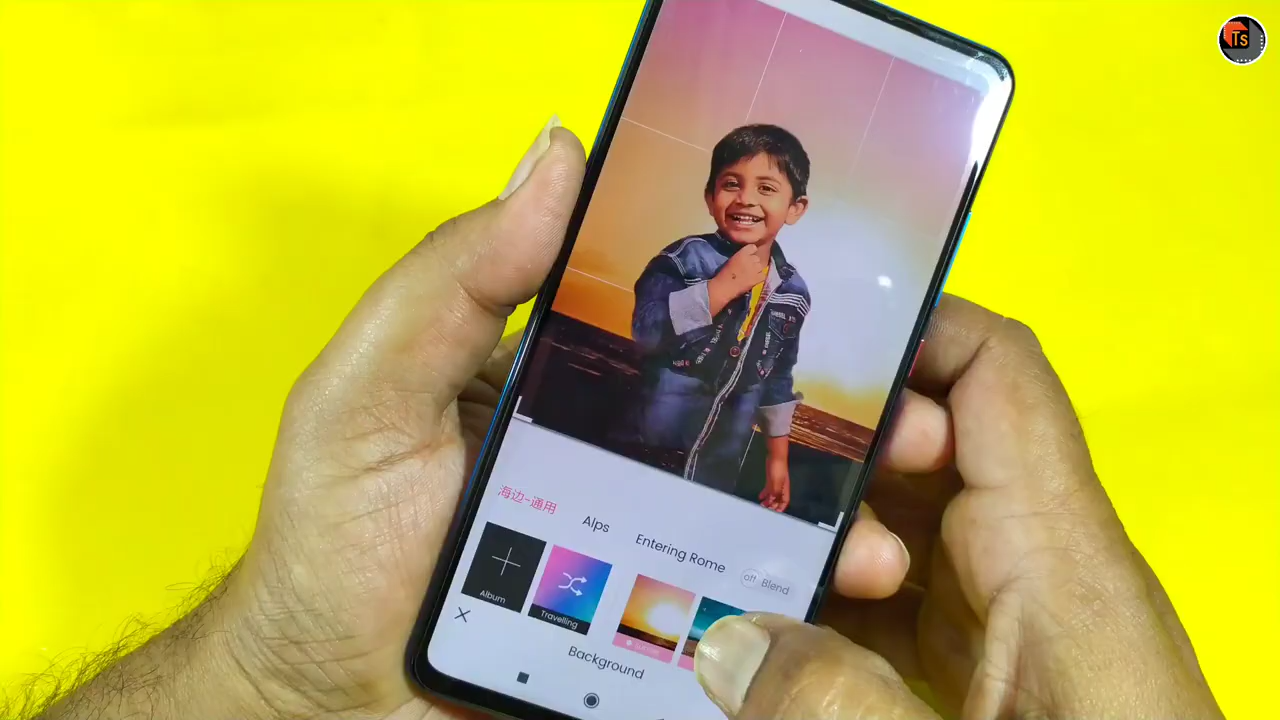 Ts
海边-通用
Alps
Entering Rome
off Blend
Album
Travelling
Background